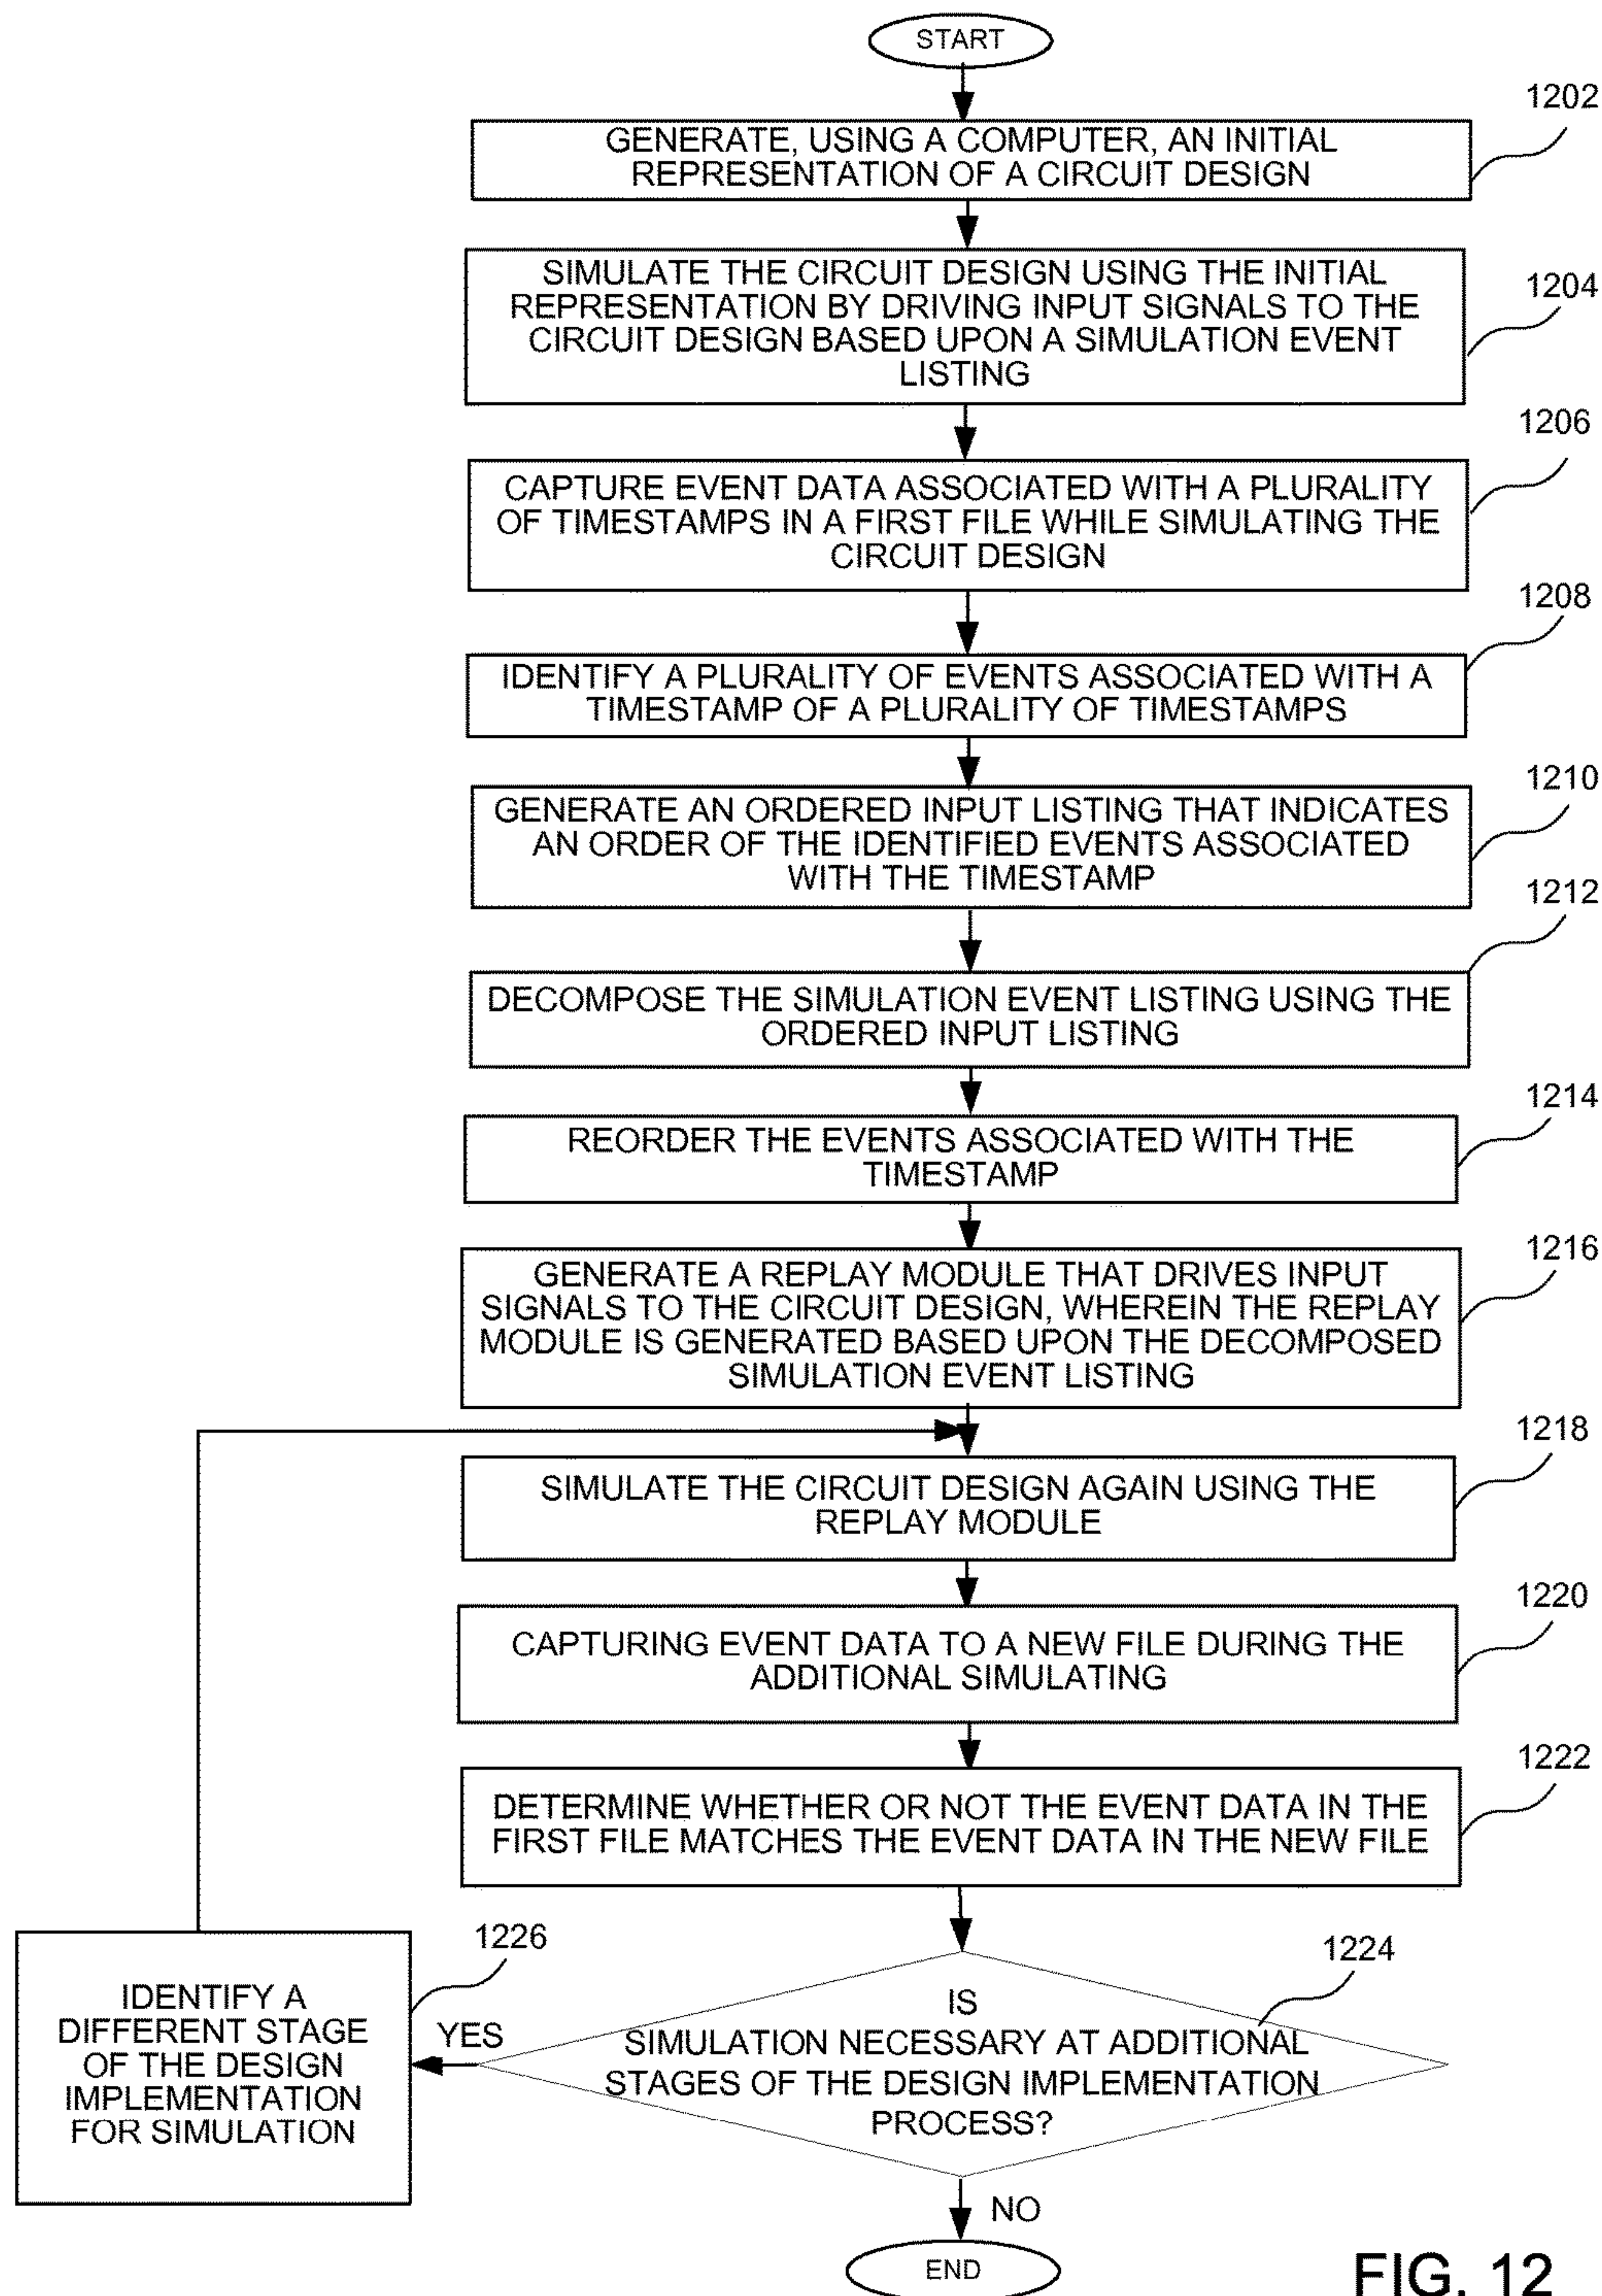 START
1202
GENERATE, USING A COMPUTER, AN INITIAL
REPRESENTATION OF A CIRCUIT DESIGN
1204
SIMULATE THE CIRCUIT DESIGN USING THE INITIAL
REPRESENTATION BY DRIVING INPUT SIGNALS TO THE
CIRCUIT DESIGN BASED UPON A SIMULATION EVENT
LISTING
1206
CAPTURE EVENT DATA ASSOCIATED WITH A PLURALITY
OF TIMESTAMPS IN A FIRST FILE WHILE SIMULATING THE
CIRCUIT DESIGN
1208
IDENTIFY A PLURALITY OF EVENTS ASSOCIATED WITH A
TIMESTAMP OF A PLURALITY OF TIMESTAMPS
1210
GENERATE AN ORDERED INPUT LISTING THAT INDICATES
AN ORDER OF THE IDENTIFIED EVENTS ASSOCIATED
WITH THE TIMESTAMP
1212
DECOMPOSE THE SIMULATION EVENT LISTING USING THE
ORDERED INPUT LISTING
1214
REORDER THE EVENTS ASSOCIATED WITH THE
TIMESTAMP
1216
GENERATE A REPLAY MODULE THAT DRIVES INPUT
SIGNALS TO THE CIRCUIT DESIGN, WHEREIN THE REPLAY
MODULE IS GENERATED BASED UPON THE DECOMPOSED
SIMULATION EVENT LISTING
1218
SIMULATE THE CIRCUIT DESIGN AGAIN USING THE
REPLAY MODULE
1220
CAPTURING EVENT DATA TO A NEW FILE DURING THE
ADDITIONAL SIMULATING
1222
DETERMINE WHETHER OR NOT THE EVENT DATA IN THE
FIRST FILE MATCHES THE EVENT DATA IN THE NEW FILE
1224
IS
SIMULATION NECESSARY AT ADDITIONAL
STAGES OF THE DESIGN IMPLEMENTATION
PROCESS?
YES
1226
IDENTIFY A
DIFFERENT STAGE
OF THE DESIGN
IMPLEMENTATION
FOR SIMULATION
NO
END
FIG. 12